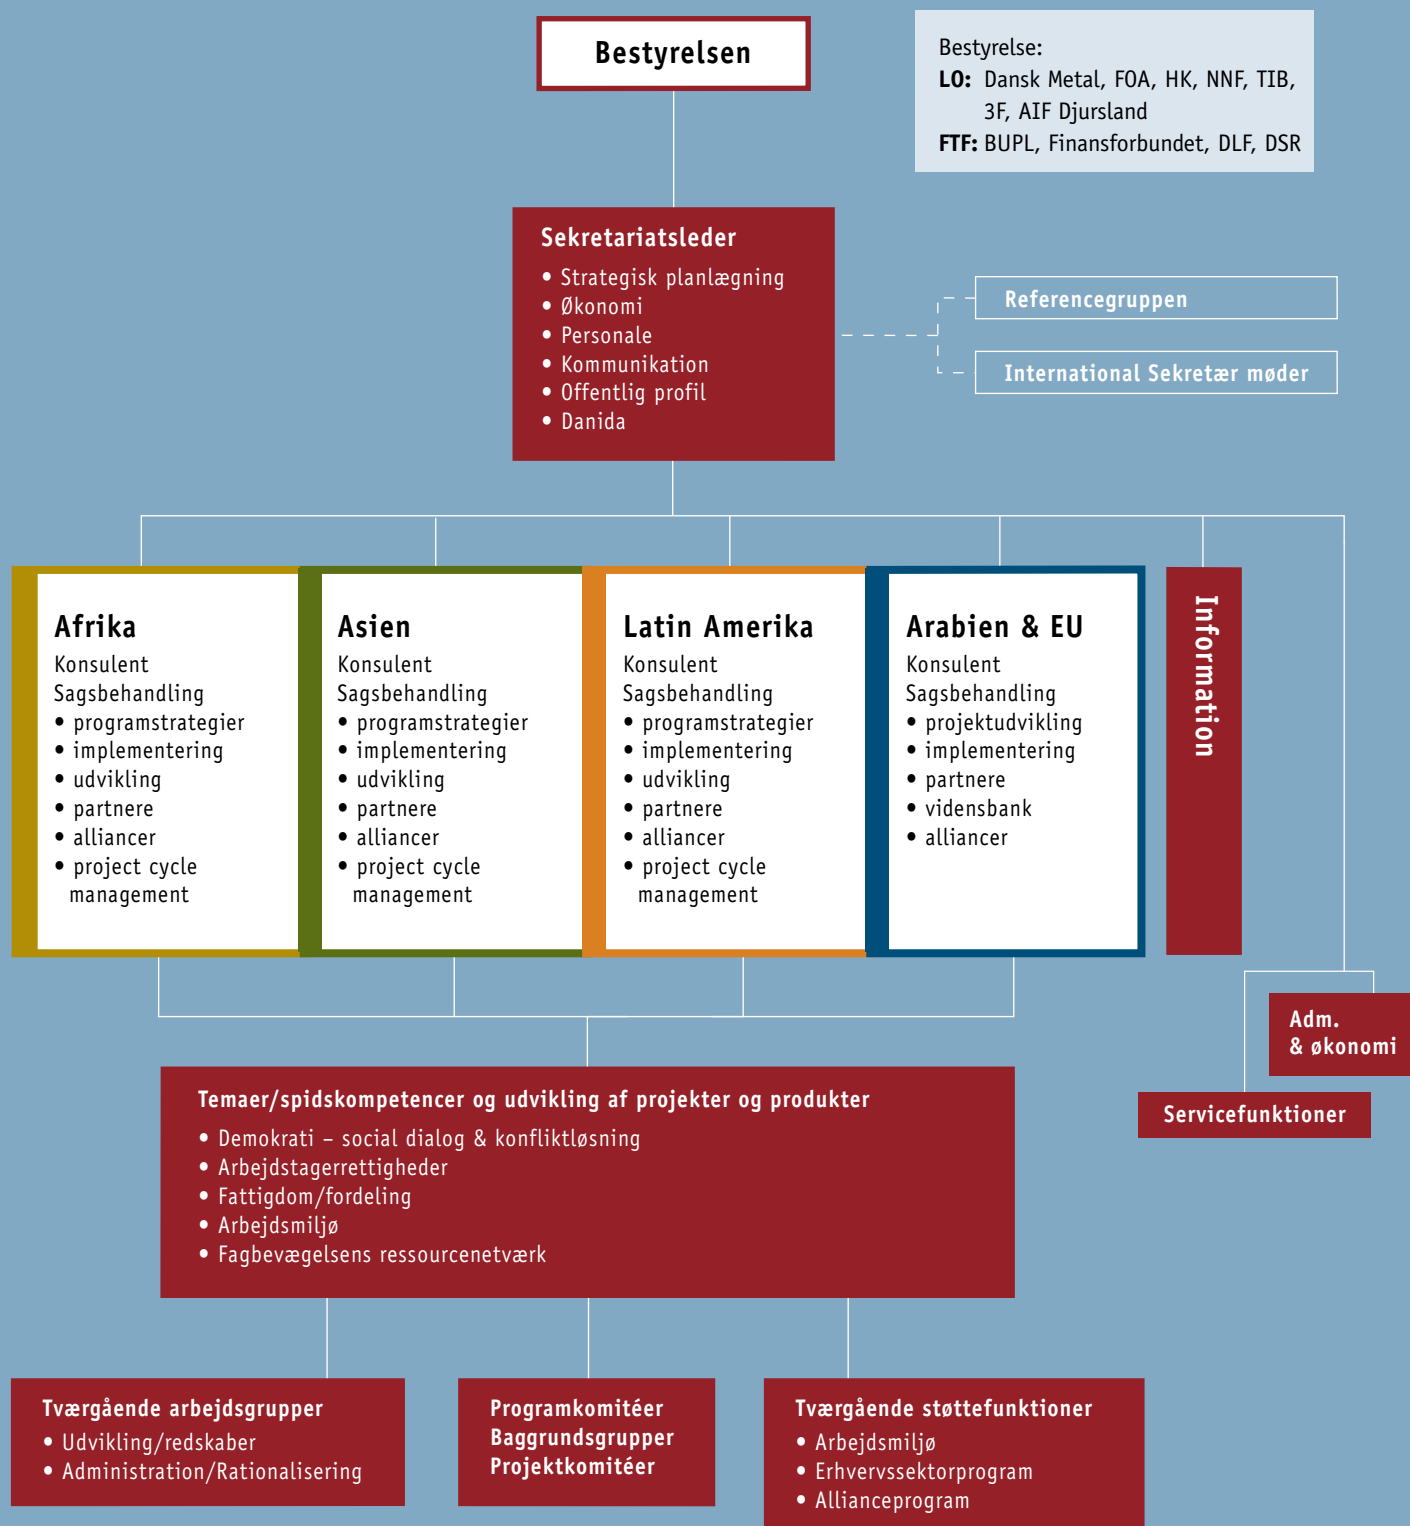 Bestyrelsen
Bestyrelse:
LO: Dansk Metal, FOA, HK, NNF, TIB,
3F, AIF Djursland
FTF: BUPL, Finansforbundet, DLF, DSR
Sekretariatsleder
• Strategisk planlægning
• Økonomi
• Personale
• Kommunikation
• Offentlig profil
• Danida
Referencegruppen
International Sekretær møder
Afrika
Konsulent
Sagsbehandling
• programstrategier
• implementering
• udvikling
• partnere
• alliancer
• project cycle
management
Asien
Konsulent
Sagsbehandling
• programstrategier
• implementering
• udvikling
• partnere
• alliancer
• project cycle
management
Latin Amerika
Konsulent
Sagsbehandling
• programstrategier
• implementering
• udvikling
• partnere
• alliancer
• project cycle
management
Arabien & EU
Konsulent
Sagsbehandling
• projektudvikling
• implementering
• partnere
• vidensbank
• alliancer
Information
Adm.
& økonomi
Servicefunktioner
Temaer/spidskompetencer og udvikling af projekter og produkter
• Demokrati – social dialog & konfliktløsning
• Arbejdstagerrettigheder
• Fattigdom/fordeling
• Arbejdsmiljø
• Fagbevægelsens ressourcenetværk
Tværgående arbejdsgrupper
• Udvikling/redskaber
• Administration/Rationalisering
Programkomitéer
Baggrundsgrupper
Projektkomitéer
Tværgående støttefunktioner
• Arbejdsmiljø
• Erhvervssektorprogram
• Allianceprogram